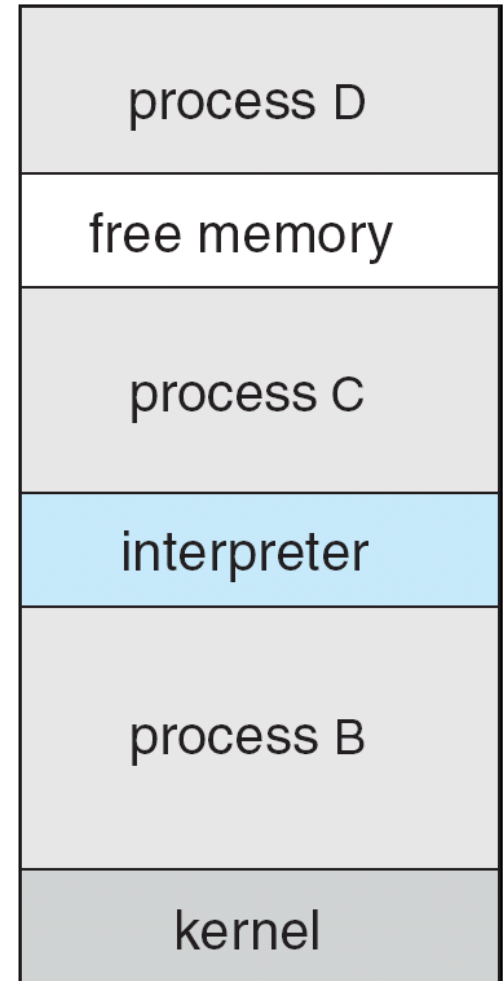 process D
free memory
process C
interpreter
process B
kernel